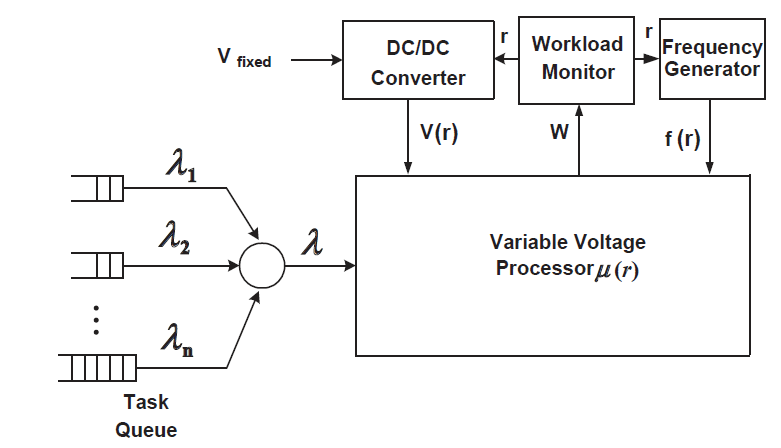 V fixed
DC/DC
Converter
r
Workload
Monitor
r
Frequency
Generator
V(r)
W
f (r)
λ1
λ2
λ
λn
Variable Voltage
Processor μ(r)
Task
Queue